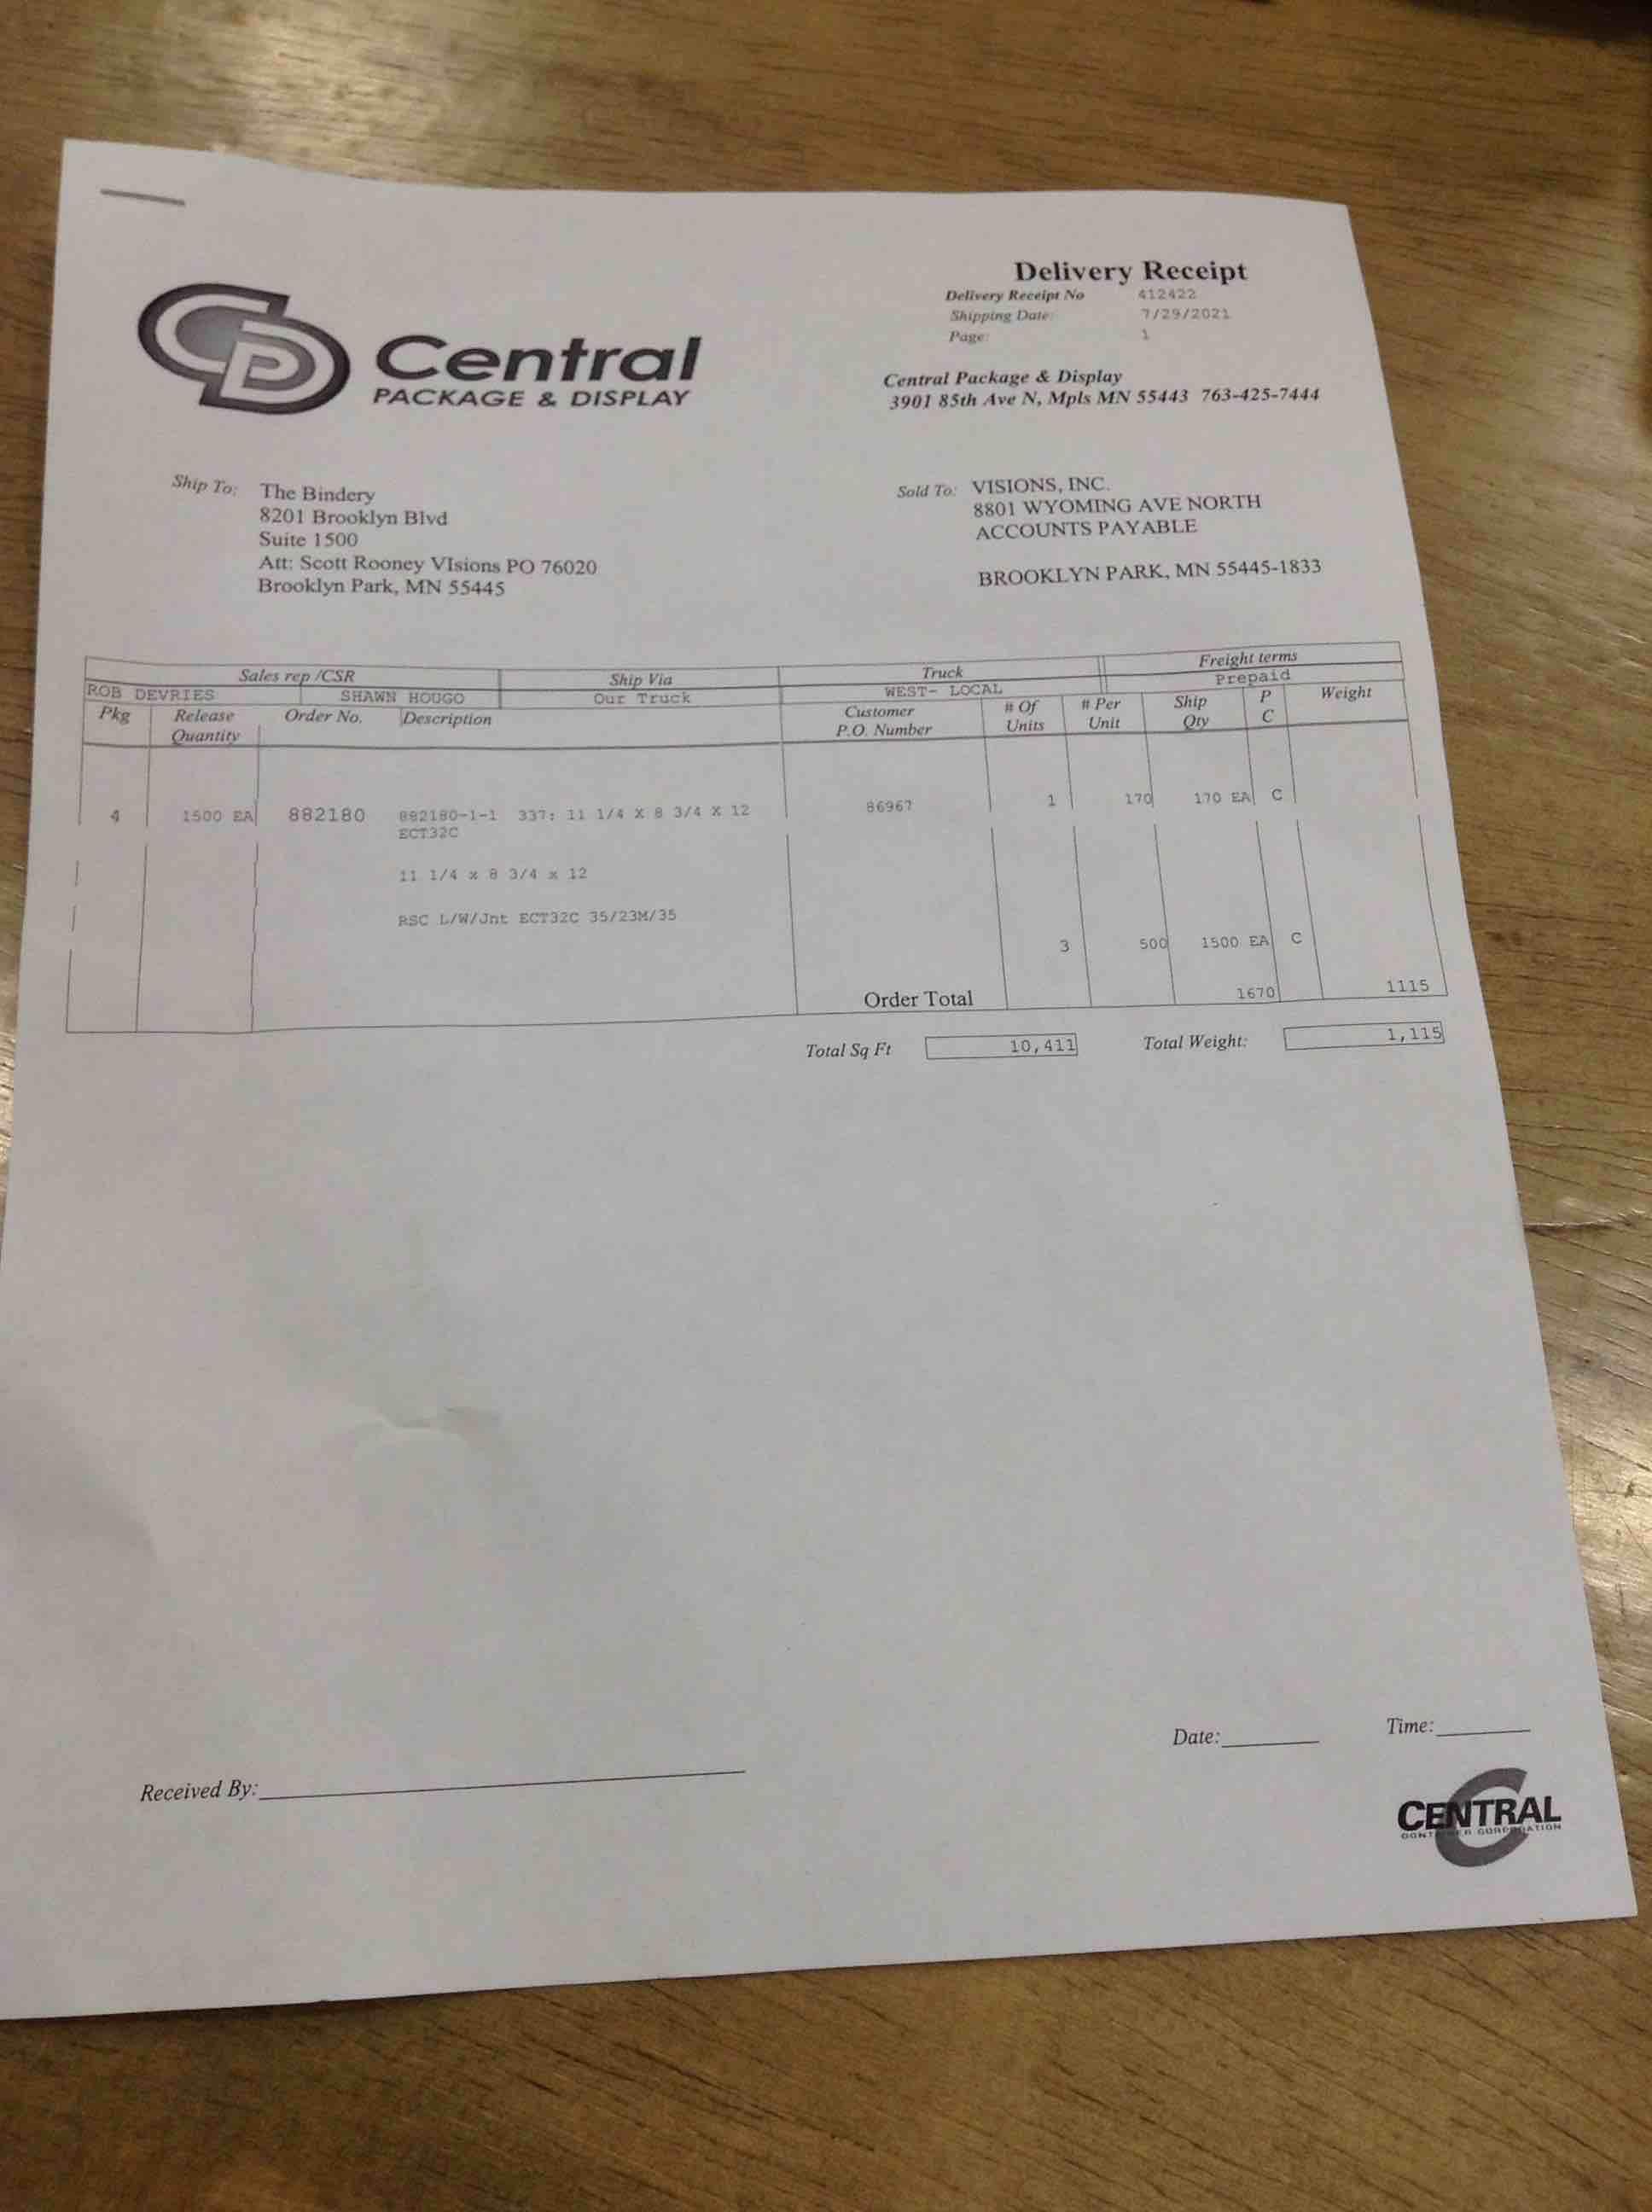 Delivery Receipt
Delivery Receipt No 412422
Shipping Date: 7/29/2021
Page: 1
Central
PACKAGE & DISPLAY
Central Package & Display
3901 85th Ave N, Mpls MN 55443 763-425-7444
Ship To: The Bindery
8201 Brooklyn Blvd
Suite 1500
Att: Scott Rooney VIsions PO 76020
Brooklyn Park, MN 55445
Sold To: VISIONS, INC.
8801 WYOMING AVE NORTH
ACCOUNTS PAYABLE
BROOKLYN PARK, MN 55445-1833
Sales rep /CSR Ship Via Truck Freight terms
ROB DEVRIES SHAWN HOUGO Our Truck WEST- LOCAL Prepaid
Pkg Release Quantity Order No. Description Customer P.O. Number # Of Units # Per Unit Ship Qty P C Weight
4 1500 EA 882180 882180-1-1 337: 11 1/4 X 8 3/4 X 12 86967 1 170 170 EA C
ECT32C
11 1/4 x 8 3/4 x 12
RSC L/W/Jnt ECT32C 35/23M/35
3 500 1500 EA C
Order Total 1670 1115
Total Sq Ft 10,411 Total Weight: 1,115
Date: Time:
Received By:
CENTRAL
CONTAINER CORPORATION